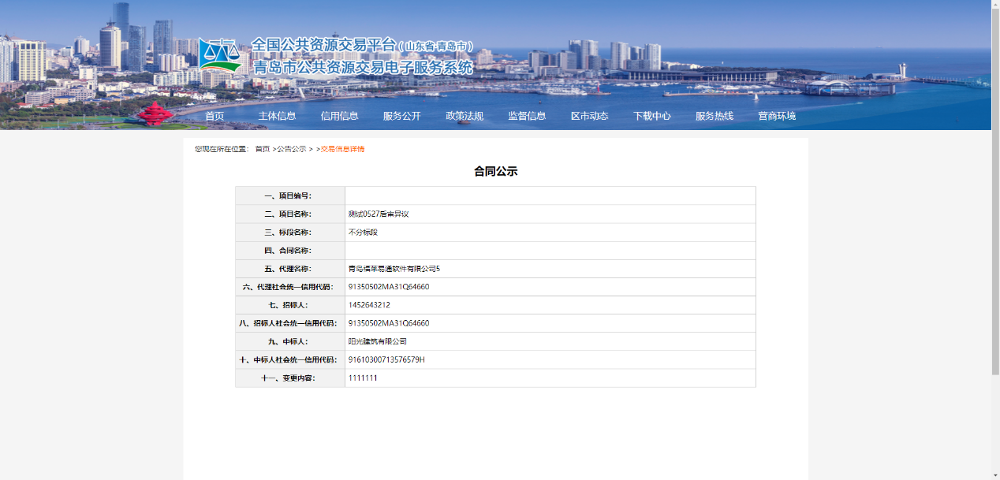 全国公共资源交易平台(山东省·青岛市)
青岛市公共资源交易电子服务系统
首页 主体信息 信用信息 服务公开 政策法规 监督信息 区市动态 下载中心 服务热线 营商环境
您现在所在位置： 首页 >公告公示 > >交易信息详情
合同公示
一、项目编号：
二、项目名称： 测试0527后审异议
三、标段名称： 不分标段
四、合同名称：
五、代理名称： 青岛福莱易通软件有限公司5
六、代理社会统一信用代码： 91350502MA31Q64660
七、招标人： 1452643212
八、招标人社会统一信用代码： 91350502MA31Q64660
九、中标人： 阳光建筑有限公司
十、中标人社会统一信用代码： 91610300713576579H
十一、变更内容： 1111111